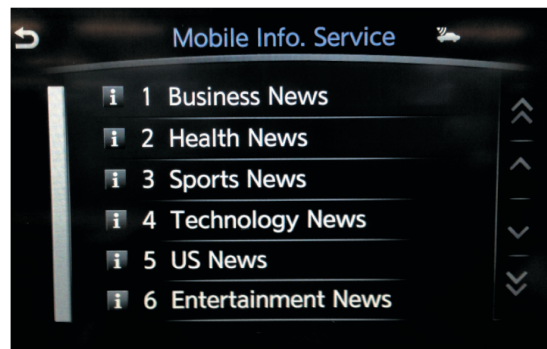 Mobile Info. Service
i 1 Business News
i 2 Health News
i 3 Sports News
i 4 Technology News
i 5 US News
i 6 Entertainment News